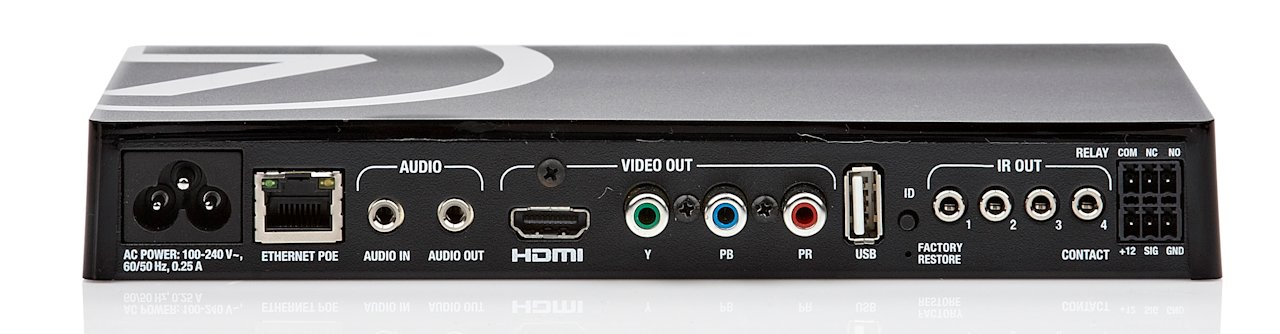 AUDIO
VIDEO OUT
IR OUT
RELAY COM NC NO
ID
1 2 3 4
AC POWER: 100-240 V~,
60/50 Hz, 0.25 A
ETHERNET POE
AUDIO IN
AUDIO OUT
HDMI
Y
PB
PR
USB
FACTORY
RESTORE
CONTACT +12 SIG GND